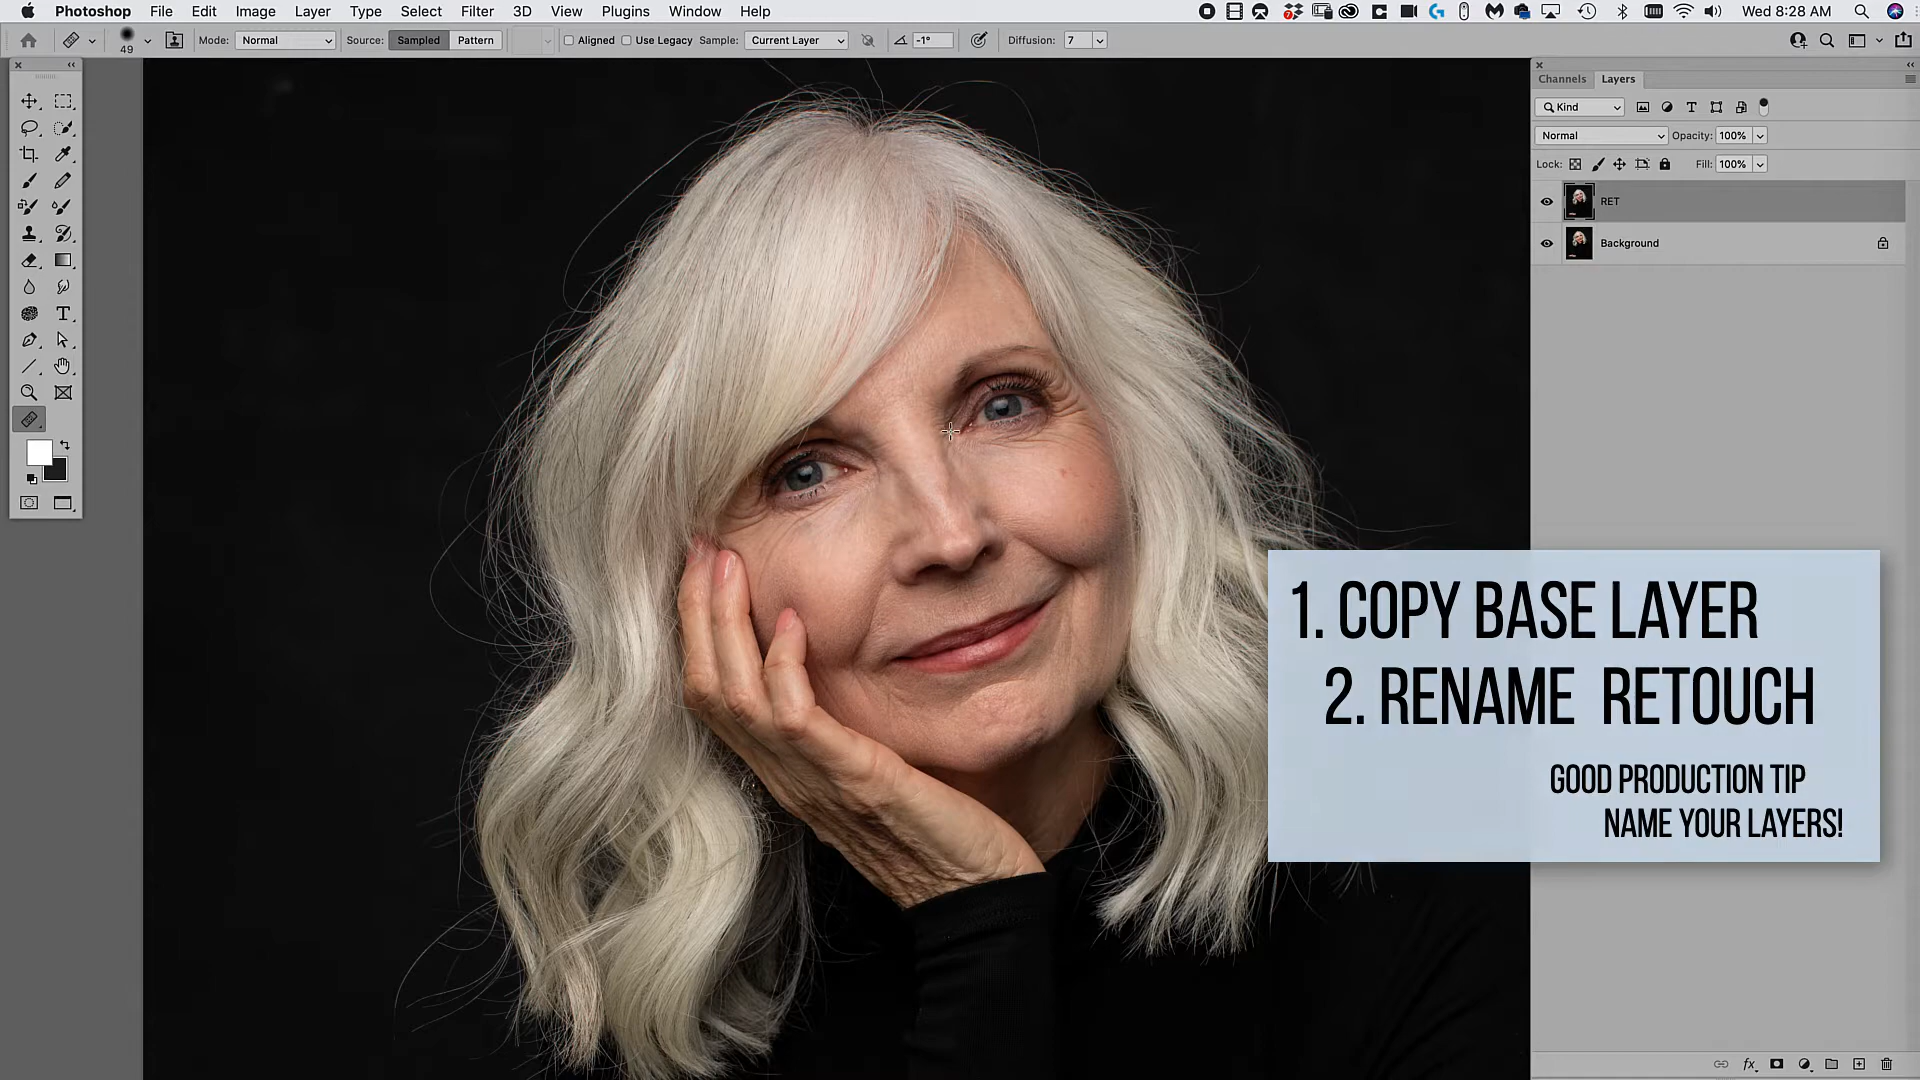 Photoshop File Edit Image Layer Type Select Filter 3D View Plugins Window Help Wed 8:28 AM
49 Mode: Normal Source: Sampled Pattern Aligned Use Legacy Sample: Current Layer -1° Diffusion: 7
Channels Layers
Kind
Normal Opacity: 100%
Lock: Fill: 100%
RET
Background
1. COPY BASE LAYER
2. RENAME RETOUCH
GOOD PRODUCTION TIP
NAME YOUR LAYERS!